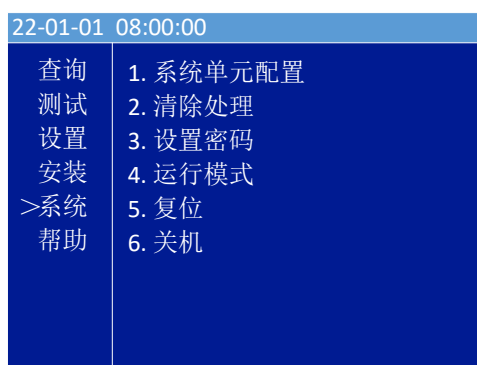 22-01-01 08:00:00
查询
测试
设置
安装
>系统
帮助
1. 系统单元配置
2. 清除处理
3. 设置密码
4. 运行模式
5. 复位
6. 关机